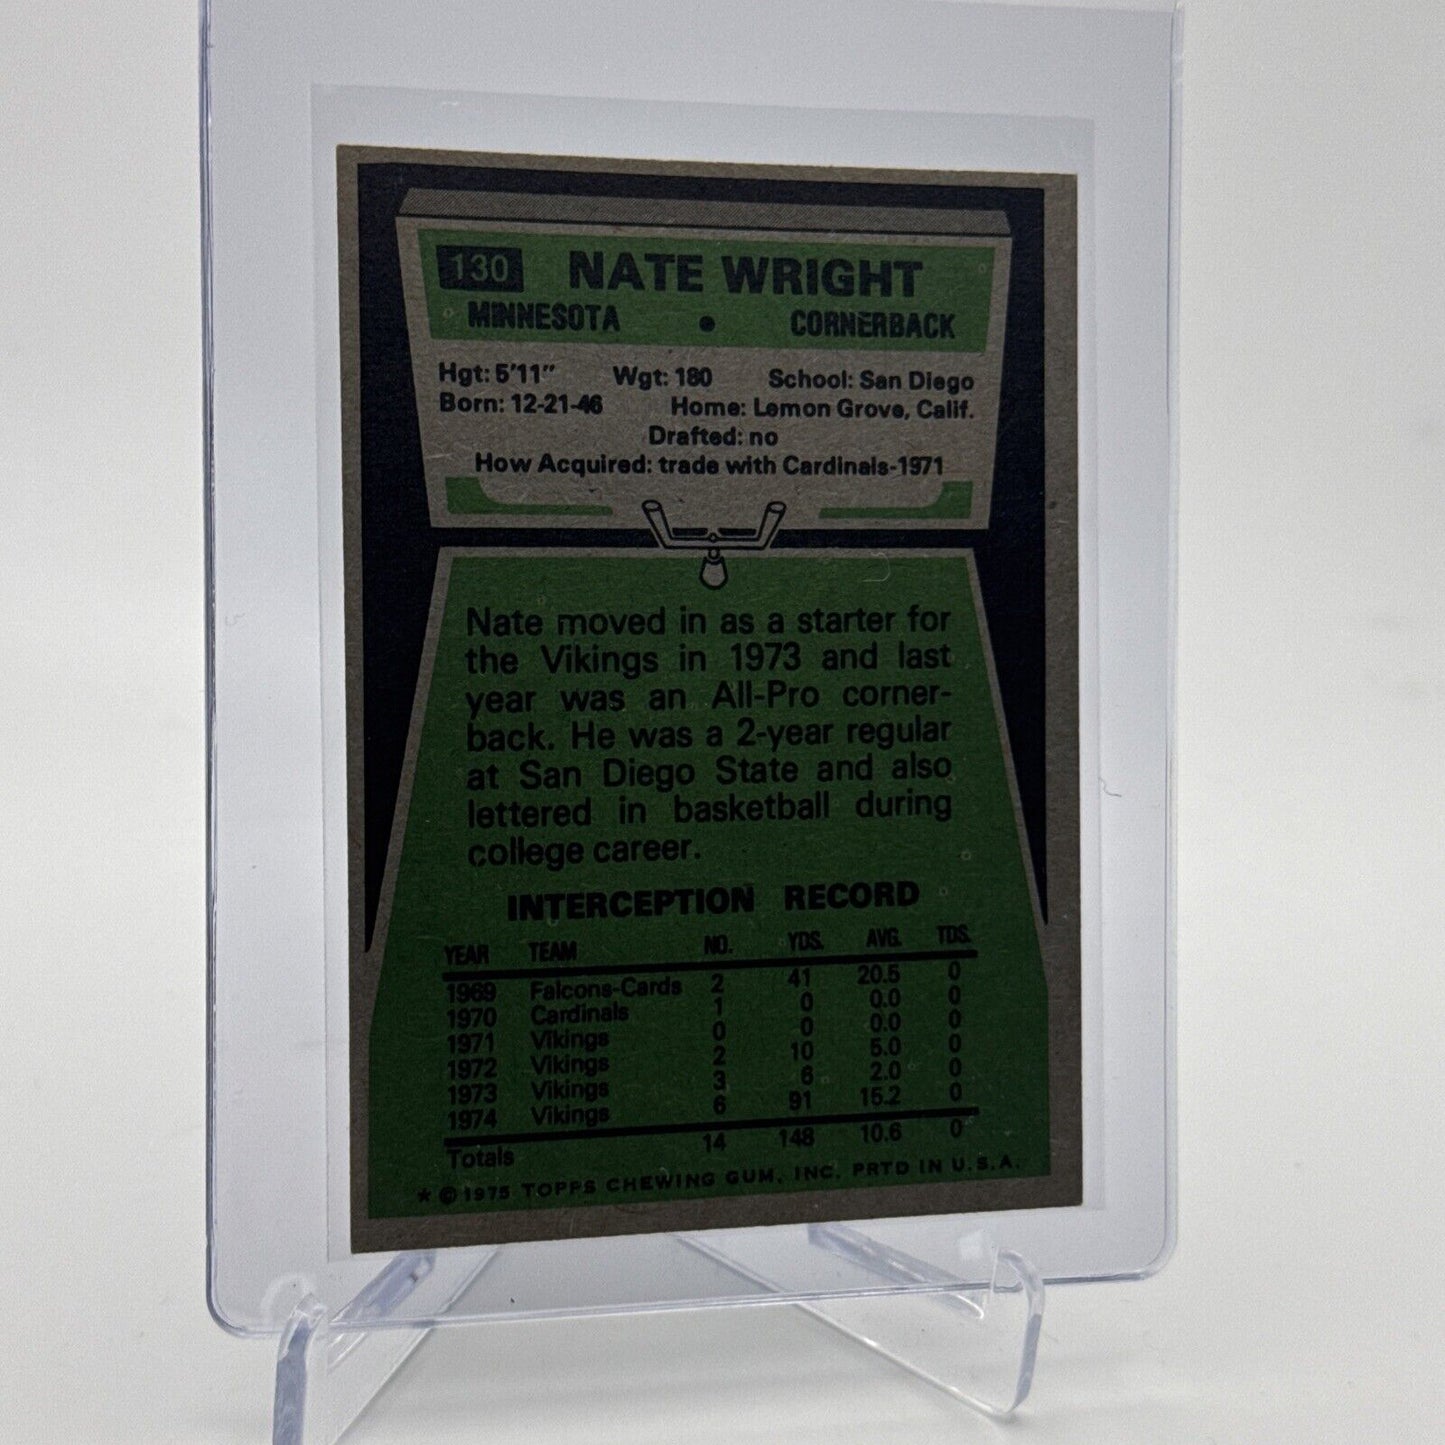 130 NATE WRIGHT
MINNESOTA • CORNERBACK
Hgt: 5'11" Wgt: 180 School: San Diego
Born: 12-21-46 Home: Lemon Grove, Calif.
Drafted: no
How Acquired: trade with Cardinals-1971
Nate moved in as a starter for
the Vikings in 1973 and last
year was an All-Pro corner-
back. He was a 2-year regular
at San Diego State and also
lettered in basketball during
college career.
INTERCEPTION RECORD
YEAR TEAM NO. YDS. AVG. TDS.
1969 Falcons-Cards 2 41 20.5 0
1970 Cardinals 1 0 0.0 0
1971 Vikings 0 0 0.0 0
1972 Vikings 2 10 5.0 0
1973 Vikings 3 6 2.0 0
1974 Vikings 6 91 15.2 0
Totals 14 148 10.6 0
★ © 1975 TOPPS CHEWING GUM, INC. PRTD IN U.S.A.